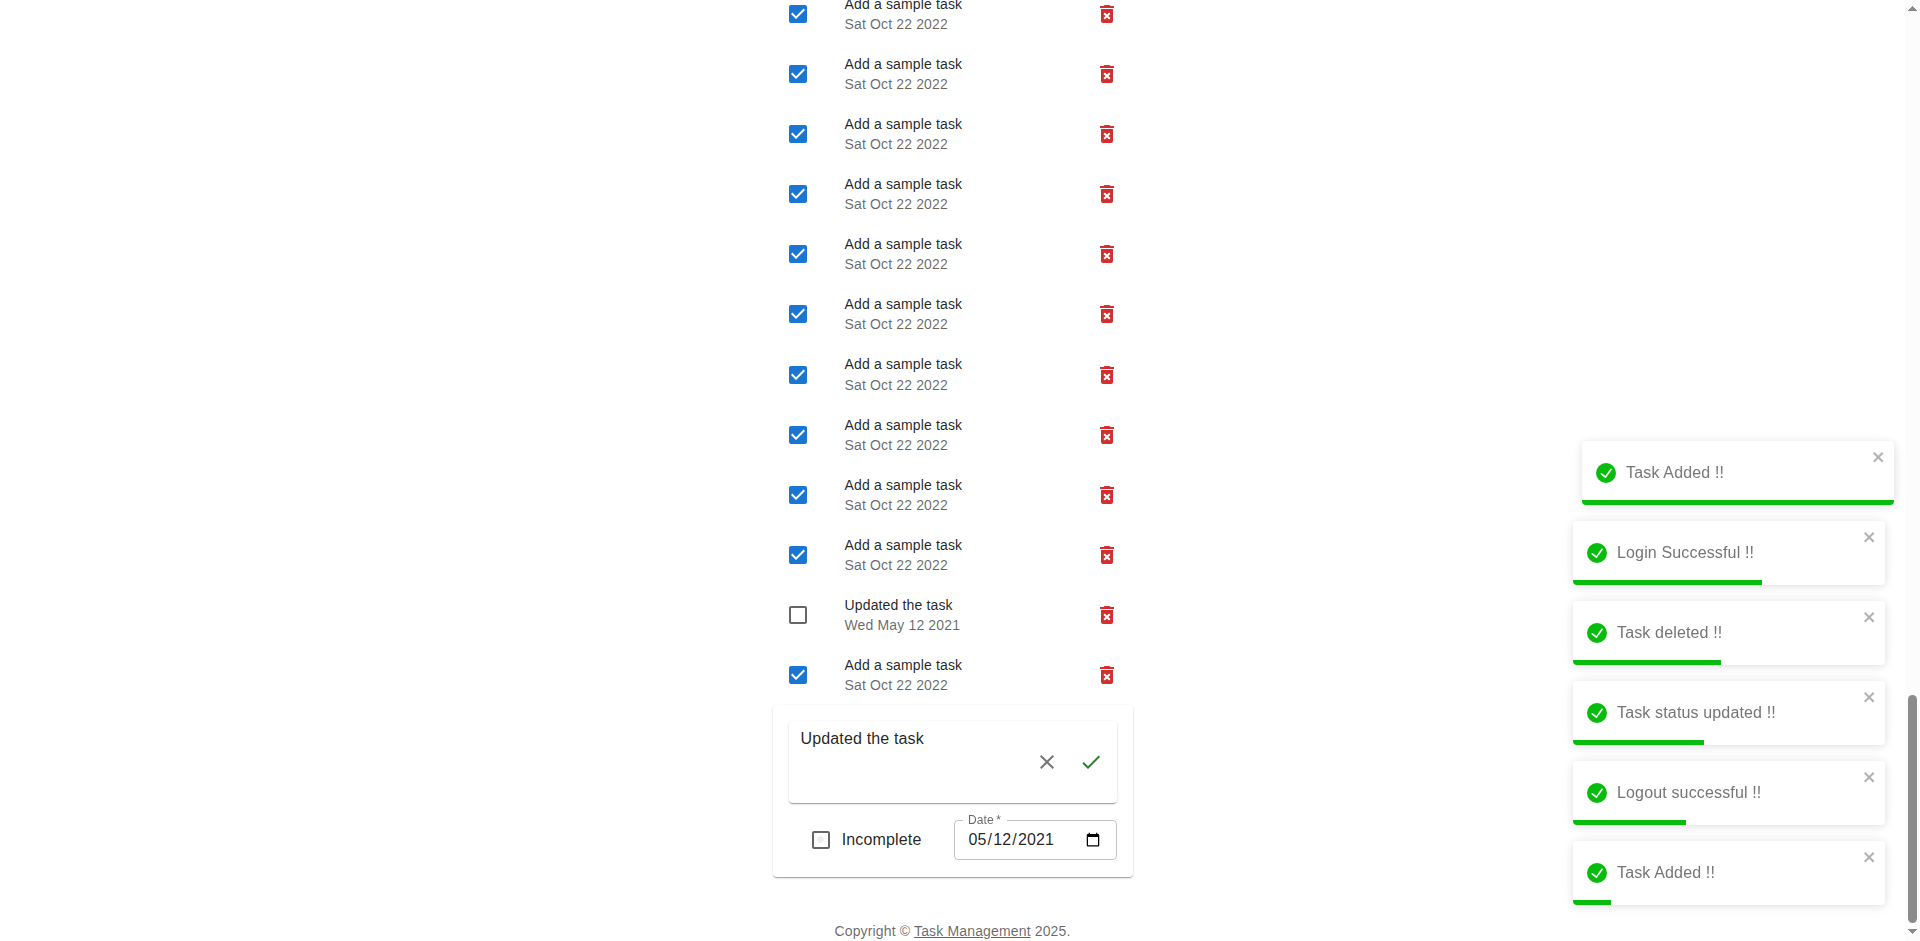 Add a sample task
Sat Oct 22 2022
Add a sample task
Sat Oct 22 2022
Add a sample task
Sat Oct 22 2022
Add a sample task
Sat Oct 22 2022
Add a sample task
Sat Oct 22 2022
Add a sample task
Sat Oct 22 2022
Add a sample task
Sat Oct 22 2022
Add a sample task
Sat Oct 22 2022
Add a sample task
Sat Oct 22 2022
Add a sample task
Sat Oct 22 2022
Updated the task
Wed May 12 2021
Add a sample task
Sat Oct 22 2022
Updated the task
Incomplete
Date *
05/12/2021
Copyright © Task Management 2025.
Task Added !!
Login Successful !!
Task deleted !!
Task status updated !!
Logout successful !!
Task Added !!